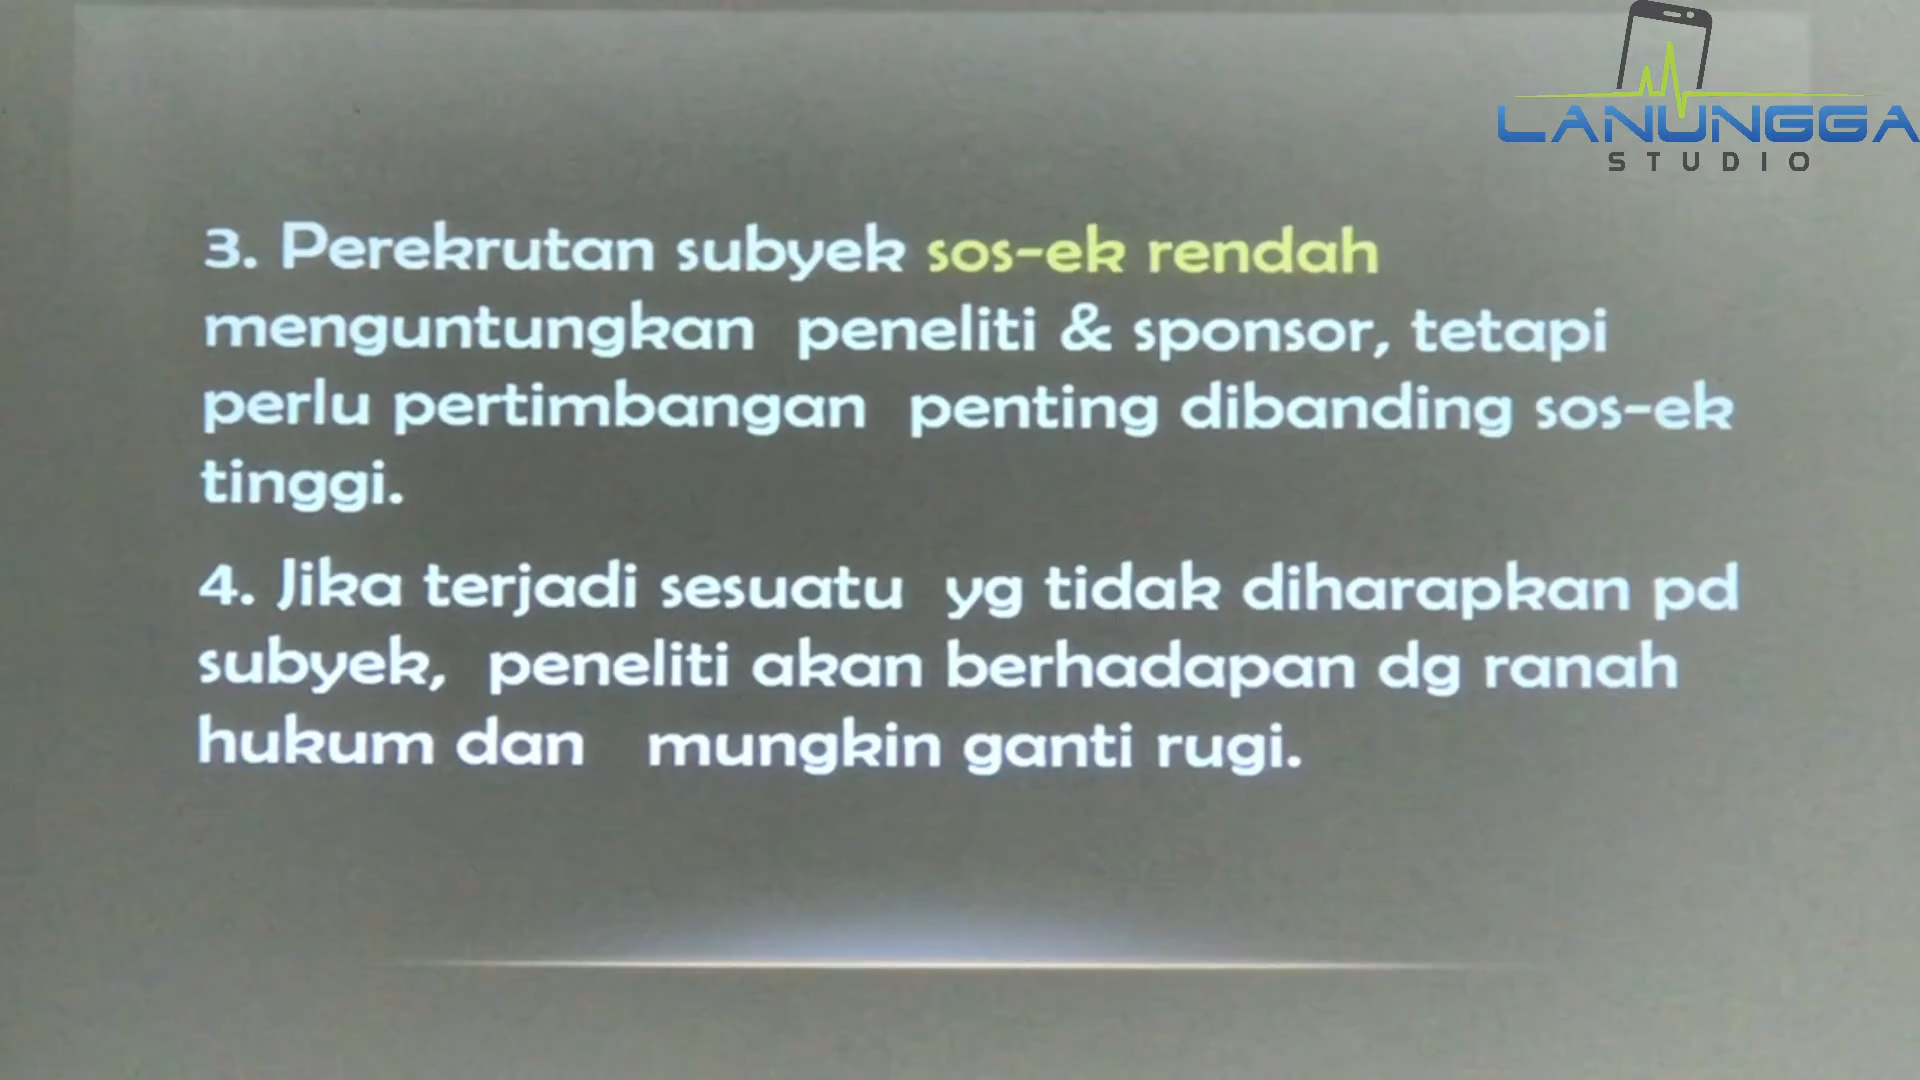 LANUNGGA
STUDIO
3. Perekrutan subyek sos-ek rendah
menguntungkan peneliti & sponsor, tetapi
perlu pertimbangan penting dibanding sos-ek
tinggi.
4. Jika terjadi sesuatu yg tidak diharapkan pd
subyek, peneliti akan berhadapan dg ranah
hukum dan mungkin ganti rugi.